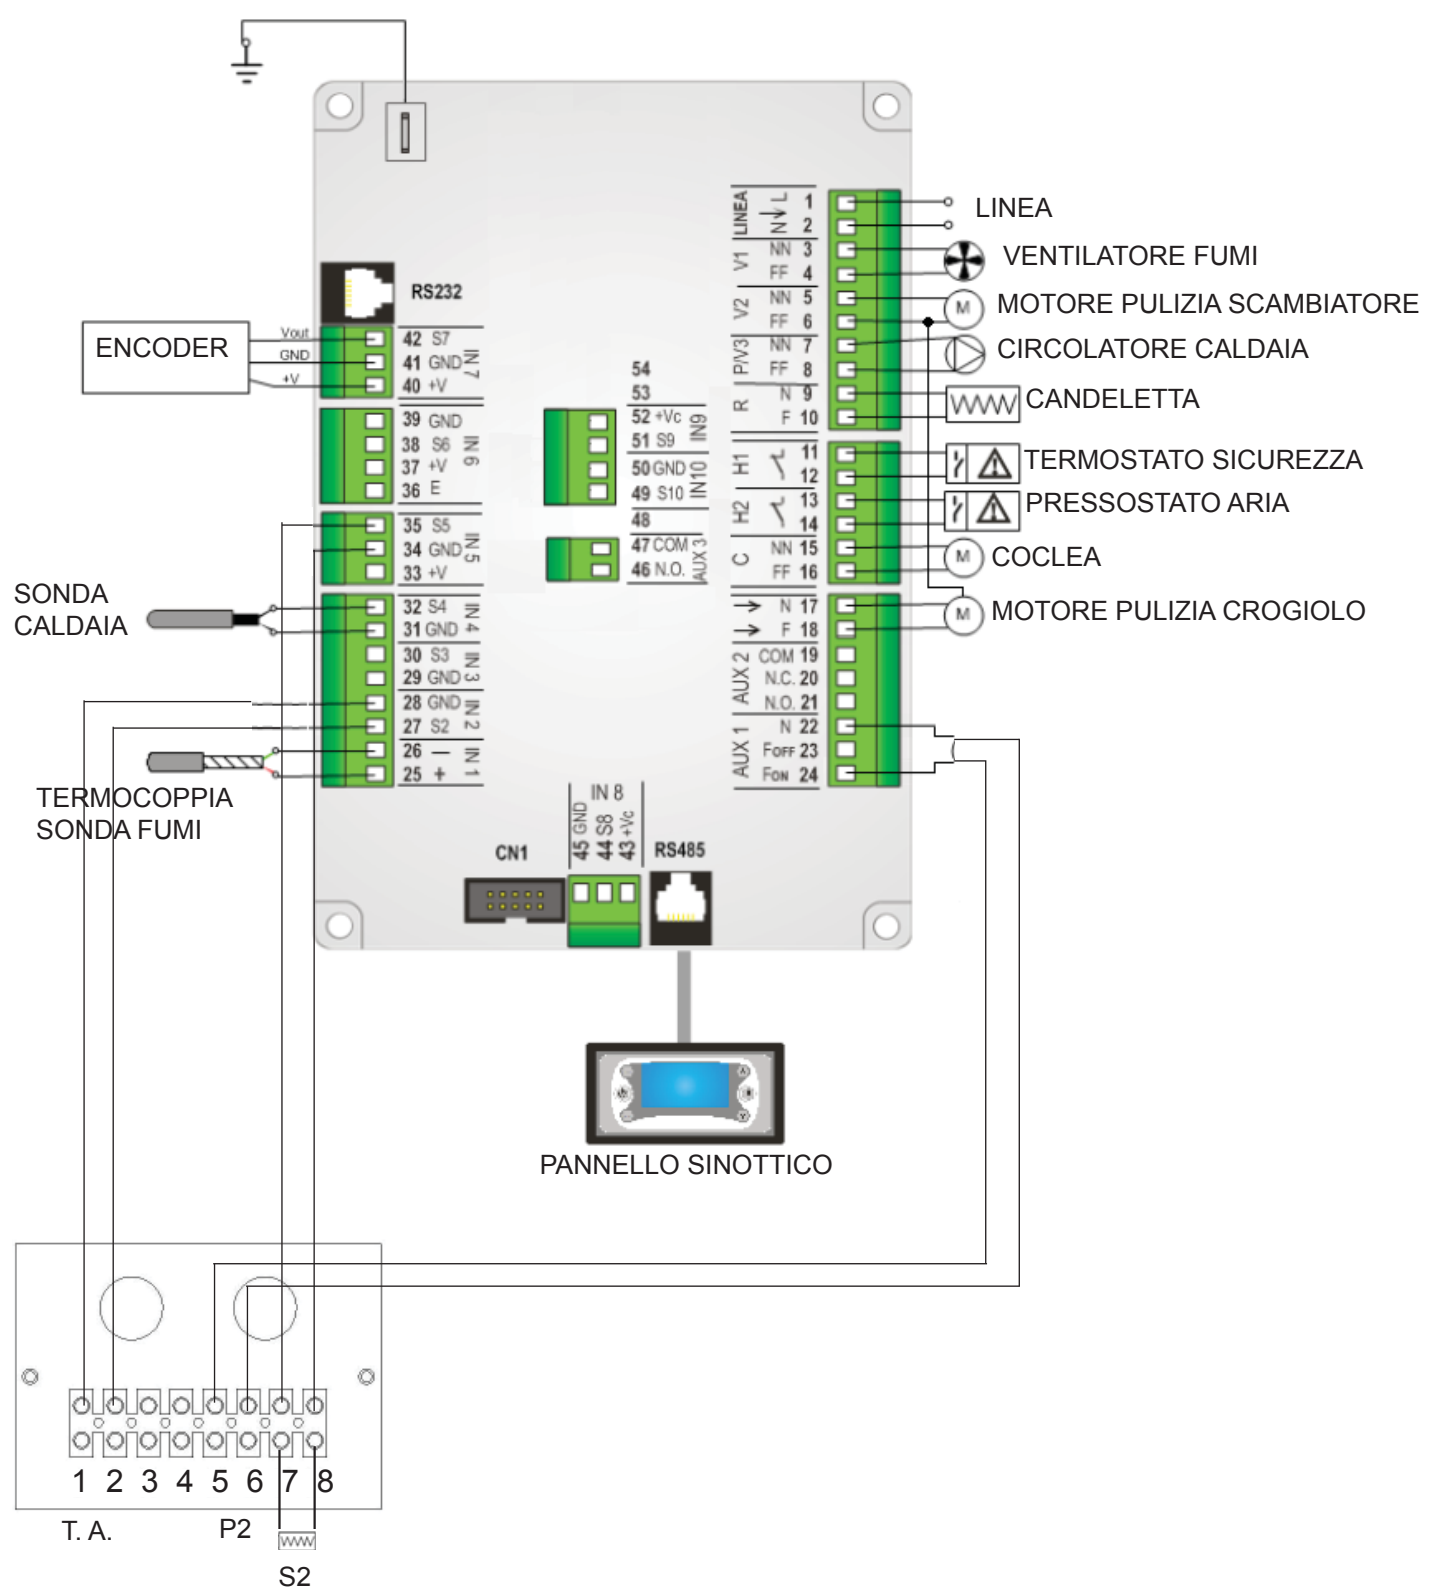 LINEA L 1
N 2
V1 NN 3
FF 4
V2 NN 5
FF 6
P/V3 NN 7
FF 8
R N 9
F 10
H1 11
12
H2 13
14
C NN 15
FF 16
N 17
F 18
AUX 2 COM 19
N.C. 20
N.O. 21
AUX 1 N 22
FOFF 23
FON 24
LINEA
VENTILATORE FUMI
M MOTORE PULIZIA SCAMBIATORE
CIRCOLATORE CALDAIA
CANDELETTA
TERMOSTATO SICUREZZA
PRESSOSTATO ARIA
M COCLEA
M MOTORE PULIZIA CROGIOLO
RS232
ENCODER
Vout
GND
+V
42 S7
41 GND IN 7
40 +V
39 GND
38 S6 IN 6
37 +V
36 E
35 S5
34 GND IN 5
33 +V
32 S4 IN 4
31 GND
30 S3 IN 3
29 GND
28 GND IN 2
27 S2
26 — IN 1
25 +
54
53
52 +Vc IN9
51 S9
50 GND IN10
49 S10
48
47 COM AUX 3
46 N.O.
SONDA
CALDAIA
TERMOCOPPIA
SONDA FUMI
IN 8
45 GND
44 S8
43 +Vc
CN1
RS485
PANNELLO SINOTTICO
1 2 3 4 5 6 7 8
T. A.
P2
S2